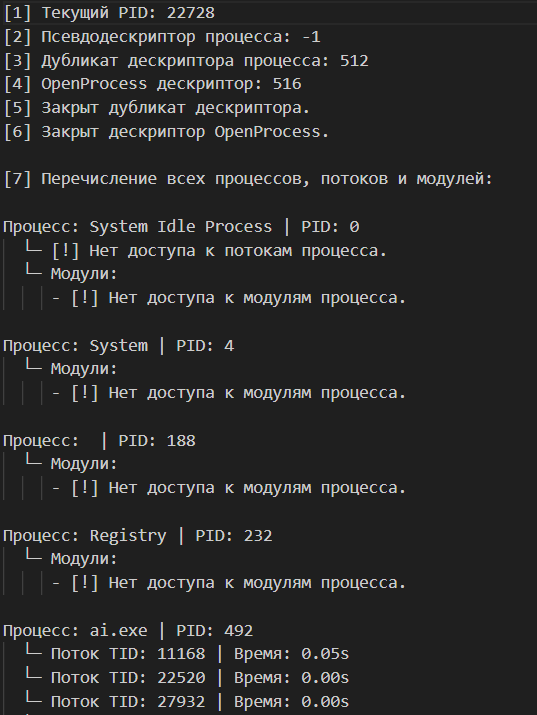 [1] Текущий PID: 22728
[2] Псевдодескриптор процесса: -1
[3] Дубликат дескриптора процесса: 512
[4] OpenProcess дескриптор: 516
[5] Закрыт дубликат дескриптора.
[6] Закрыт дескриптор OpenProcess.
[7] Перечисление всех процессов, потоков и модулей:
Процесс: System Idle Process | PID: 0
└─ [!] Нет доступа к потокам процесса.
└─ Модули:
- [!] Нет доступа к модулям процесса.
Процесс: System | PID: 4
└─ Модули:
- [!] Нет доступа к модулям процесса.
Процесс:  | PID: 188
└─ Модули:
- [!] Нет доступа к модулям процесса.
Процесс: Registry | PID: 232
└─ Модули:
- [!] Нет доступа к модулям процесса.
Процесс: ai.exe | PID: 492
└─ Поток TID: 11168 | Время: 0.05s
└─ Поток TID: 22520 | Время: 0.00s
└─ Поток TID: 27932 | Время: 0.00s